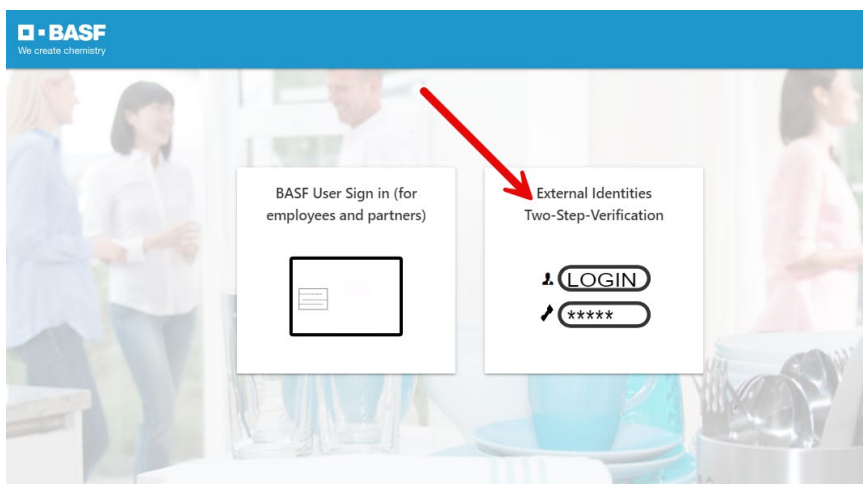 BASF
We create chemistry
BASF User Sign in (for
employees and partners)
External Identities
Two-Step-Verification
LOGIN
*****